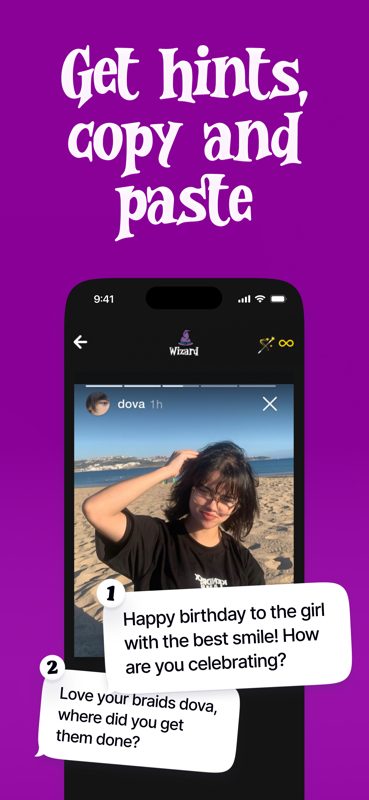 Get hints,
copy and
paste
9:41
Wizard
dova 1h
1
Happy birthday to the girl
with the best smile! How
are you celebrating?
2
Love your braids dova,
where did you get
them done?